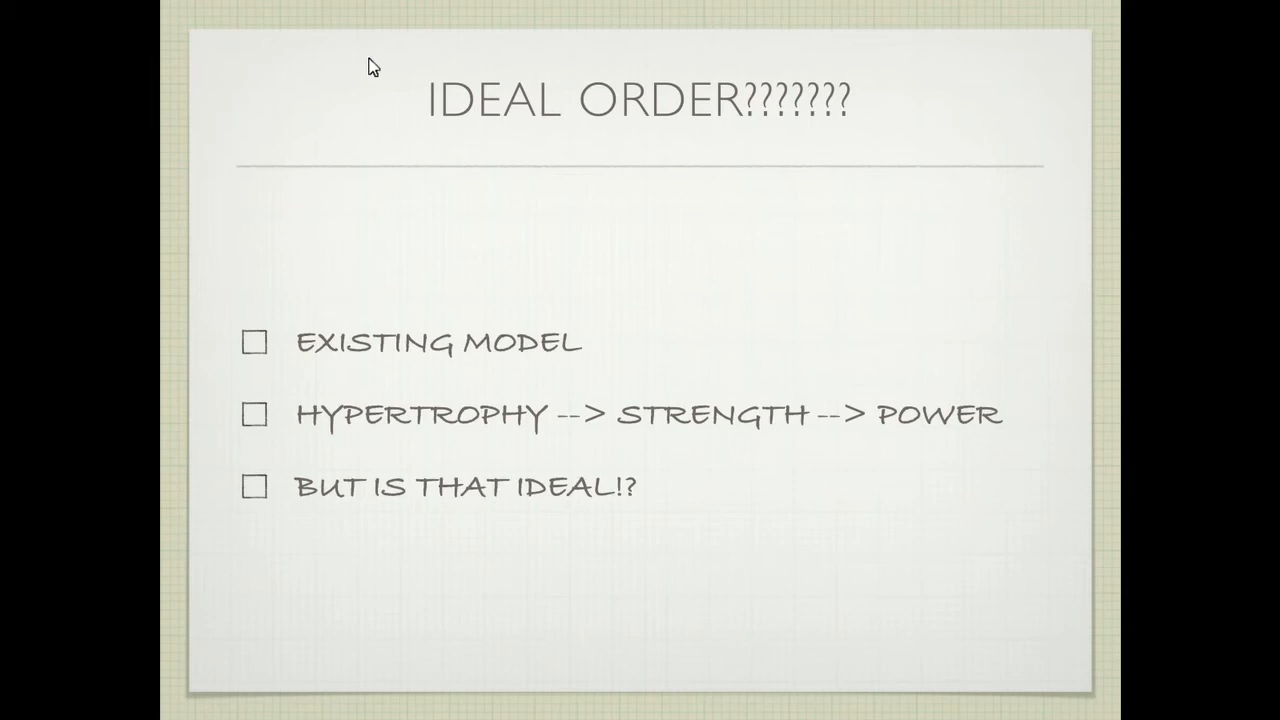 IDEAL ORDER???????
EXISTING MODEL
HYPERTROPHY --> STRENGTH --> POWER
BUT IS THAT IDEAL!?